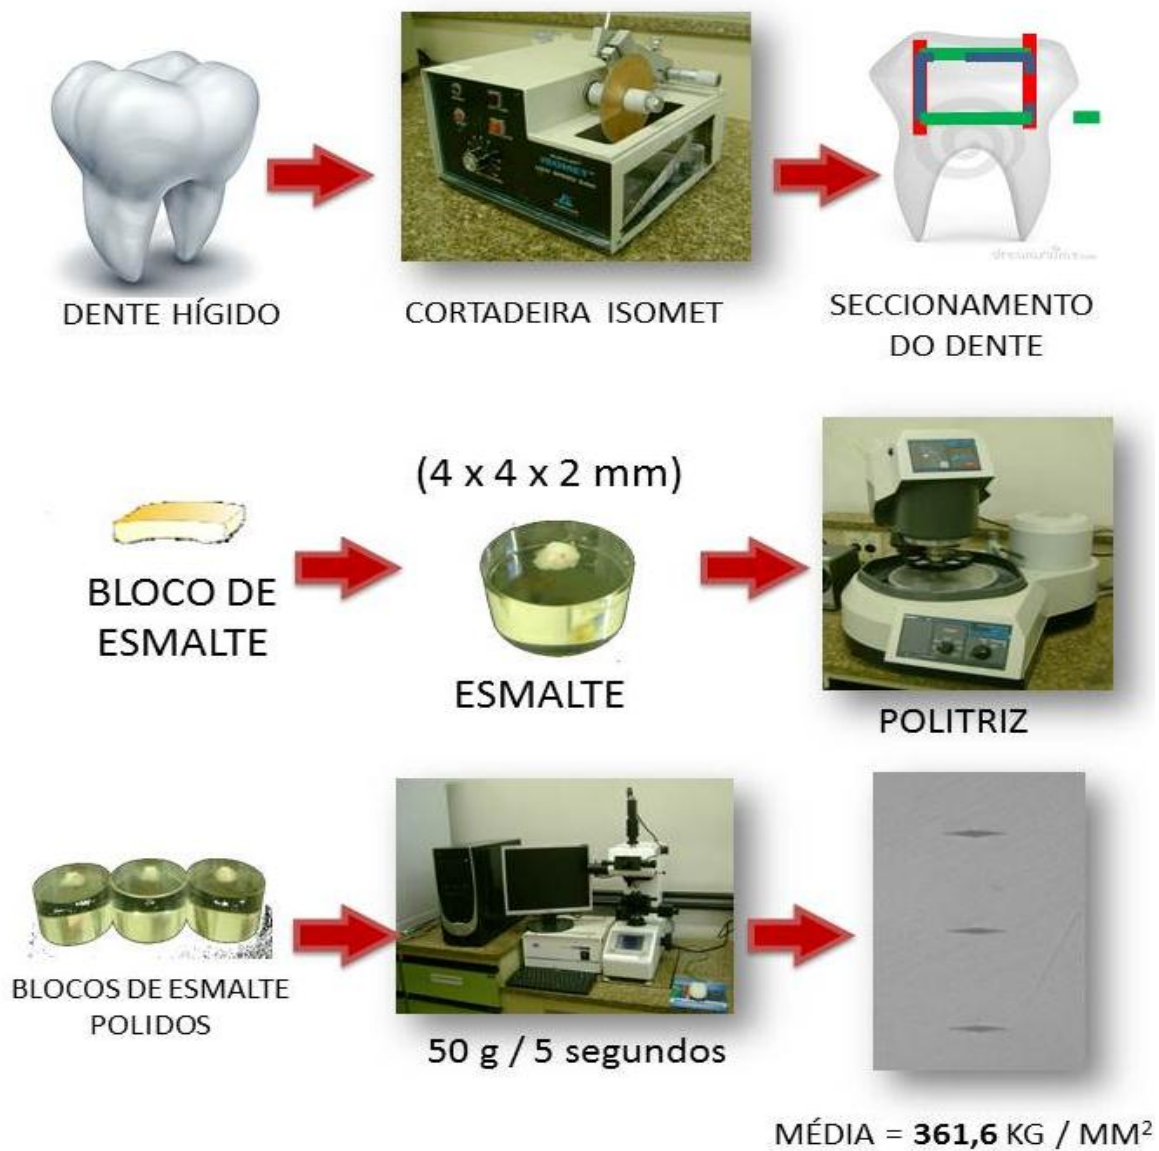 DENTE HÍGIDO
CORTADEIRA ISOMET
SECCIONAMENTO
DO DENTE
(4 x 4 x 2 mm)
BLOCO DE
ESMALTE
ESMALTE
POLITRIZ
BLOCOS DE ESMALTE
POLIDOS
50 g / 5 segundos
MÉDIA = 361,6 KG / MM²
ISOMET